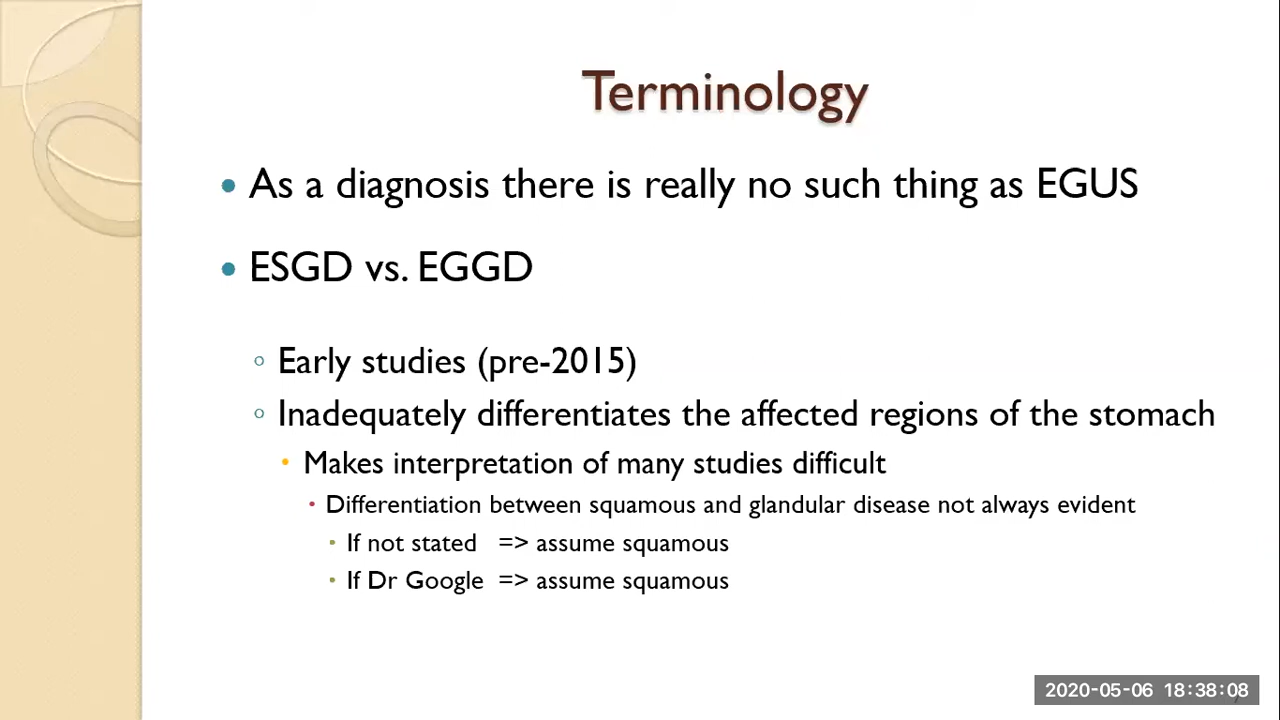 Terminology
• As a diagnosis there is really no such thing as EGUS
• ESGD vs. EGGD
◦ Early studies (pre-2015)
◦ Inadequately differentiates the affected regions of the stomach
• Makes interpretation of many studies difficult
• Differentiation between squamous and glandular disease not always evident
• If not stated => assume squamous
• If Dr Google => assume squamous
2020-05-06 18:38:08